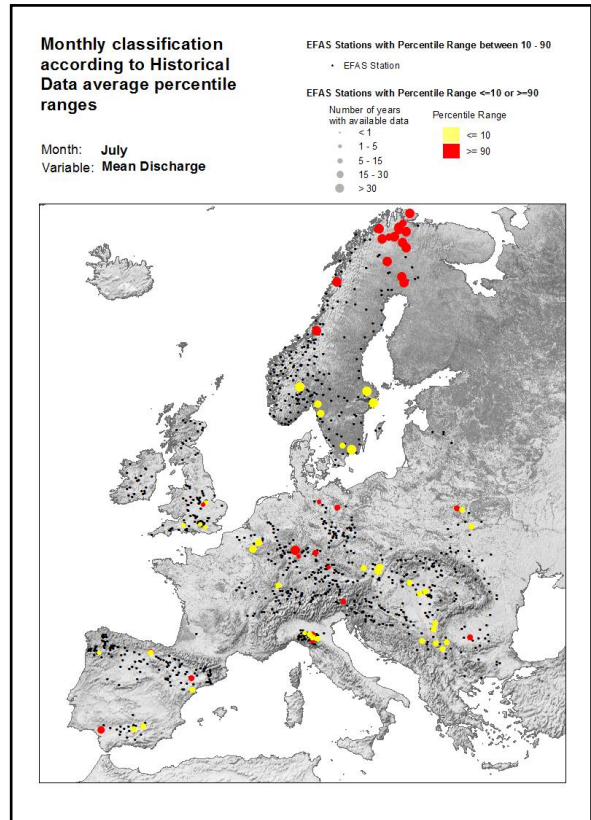 Monthly classification
according to Historical
Data average percentile
ranges
Month: July
Variable: Mean Discharge
EFAS Stations with Percentile Range between 10 - 90
EFAS Station
EFAS Stations with Percentile Range <=10 or >=90
Number of years
with available data
< 1
1 - 5
5 - 15
15 - 30
> 30
Percentile Range
<= 10
>= 90